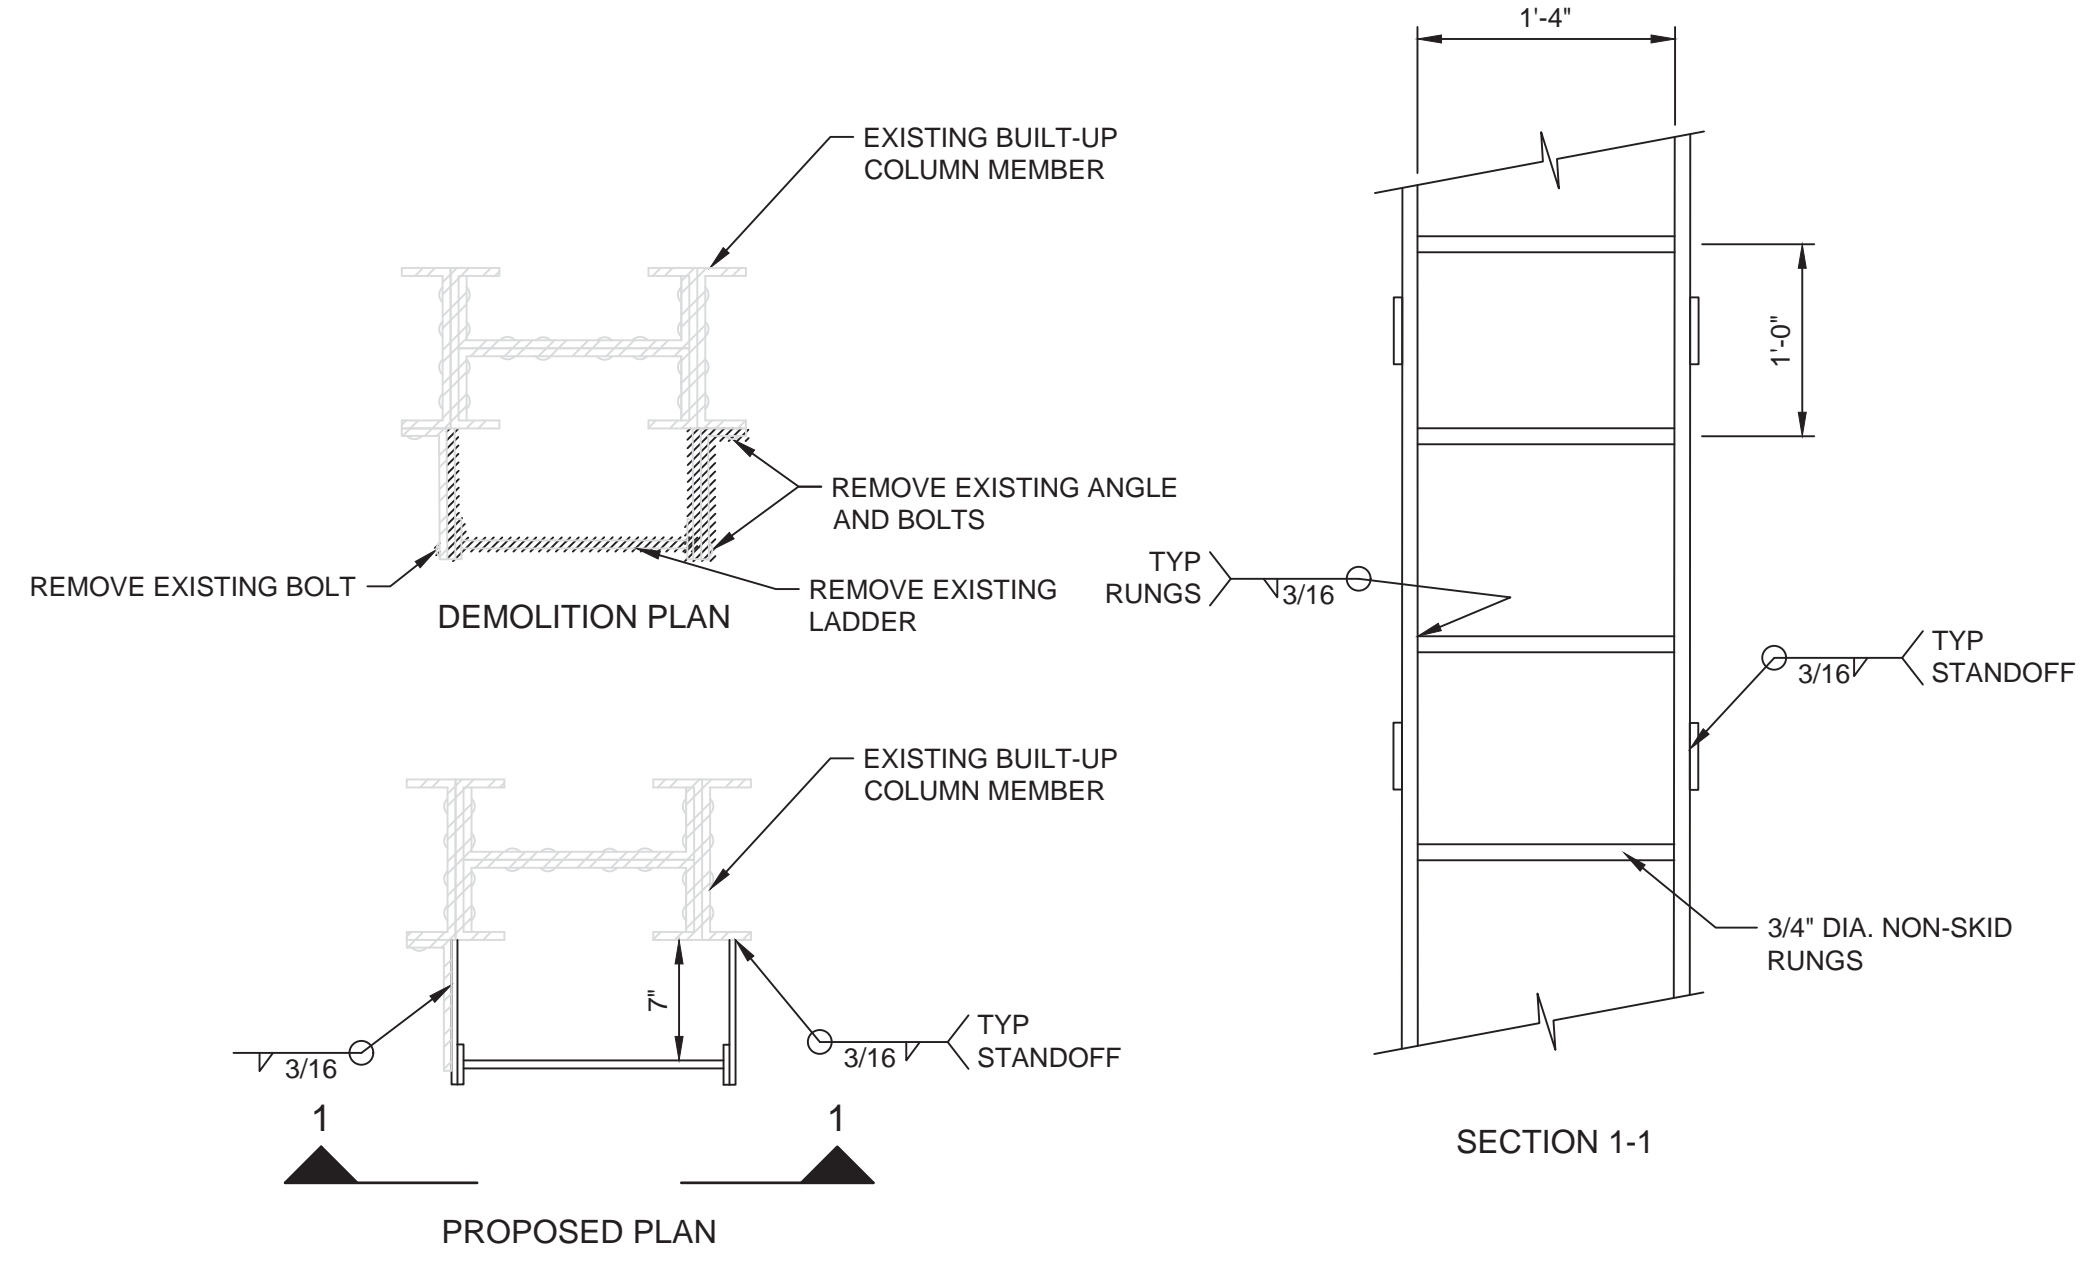 EXISTING BUILT-UP
COLUMN MEMBER
REMOVE EXISTING ANGLE
AND BOLTS
REMOVE EXISTING BOLT
REMOVE EXISTING
LADDER
DEMOLITION PLAN
EXISTING BUILT-UP
COLUMN MEMBER
7"
3/16
3/16
TYP
STANDOFF
1
1
PROPOSED PLAN
1'-4"
1'-0"
TYP
RUNGS
3/16
3/16
TYP
STANDOFF
3/4" DIA. NON-SKID
RUNGS
SECTION 1-1